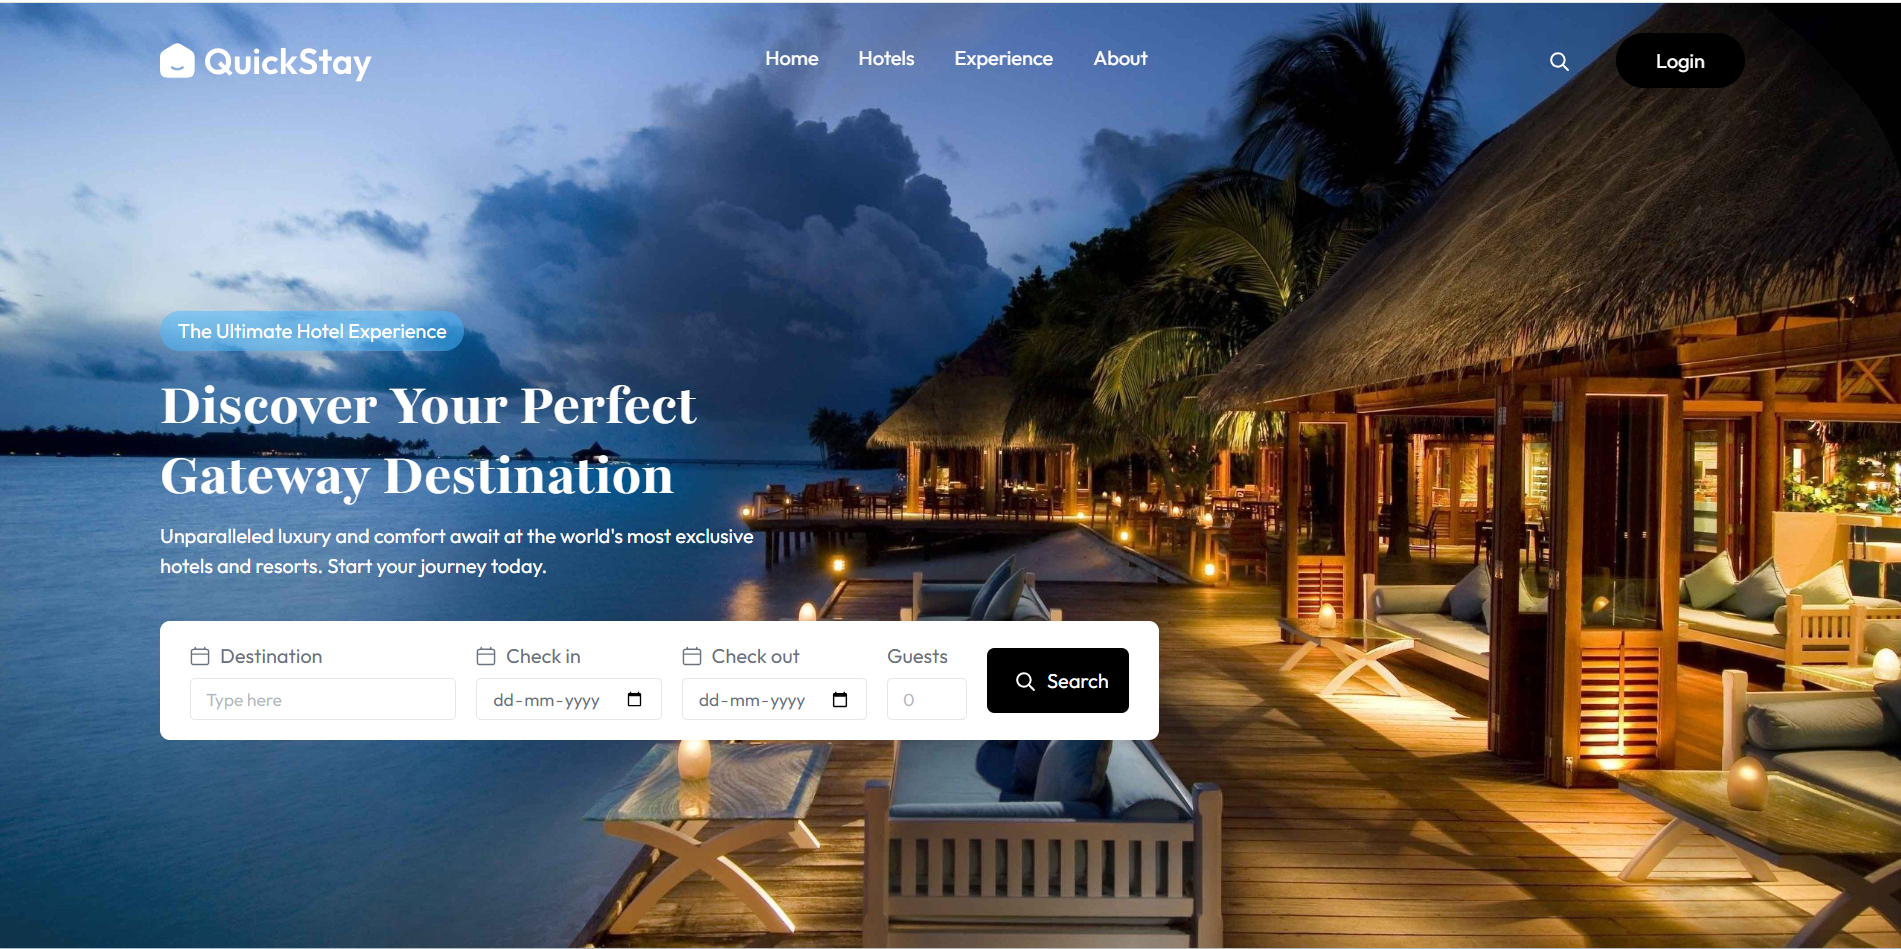 QuickStay
Home Hotels Experience About
Login
The Ultimate Hotel Experience
Discover Your Perfect
Gateway Destination
Unparalleled luxury and comfort await at the world's most exclusive
hotels and resorts. Start your journey today.
Destination Check in Check out Guests
Type here dd-mm-yyyy dd-mm-yyyy 0
Search